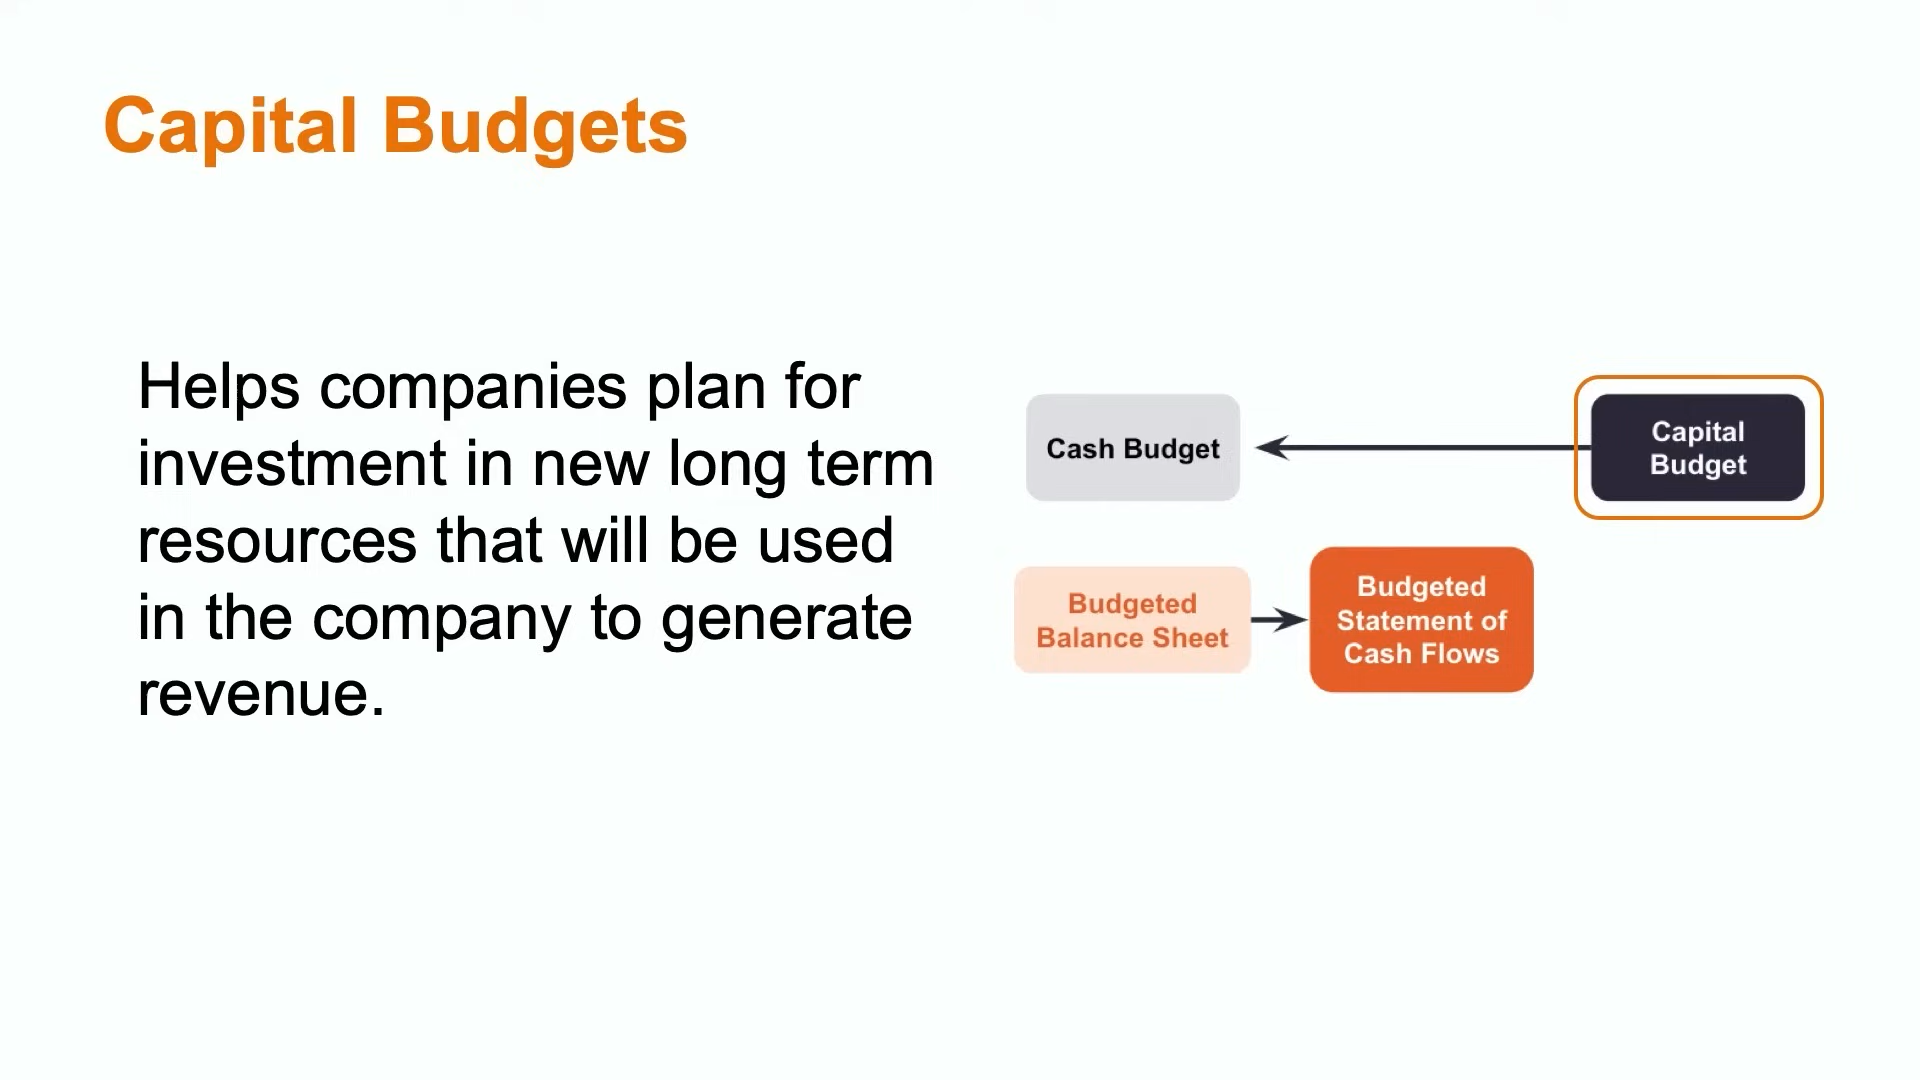 Capital Budgets
Helps companies plan for
investment in new long term
resources that will be used
in the company to generate
revenue.
Cash Budget
Capital
Budget
Budgeted
Balance Sheet
Budgeted
Statement of
Cash Flows